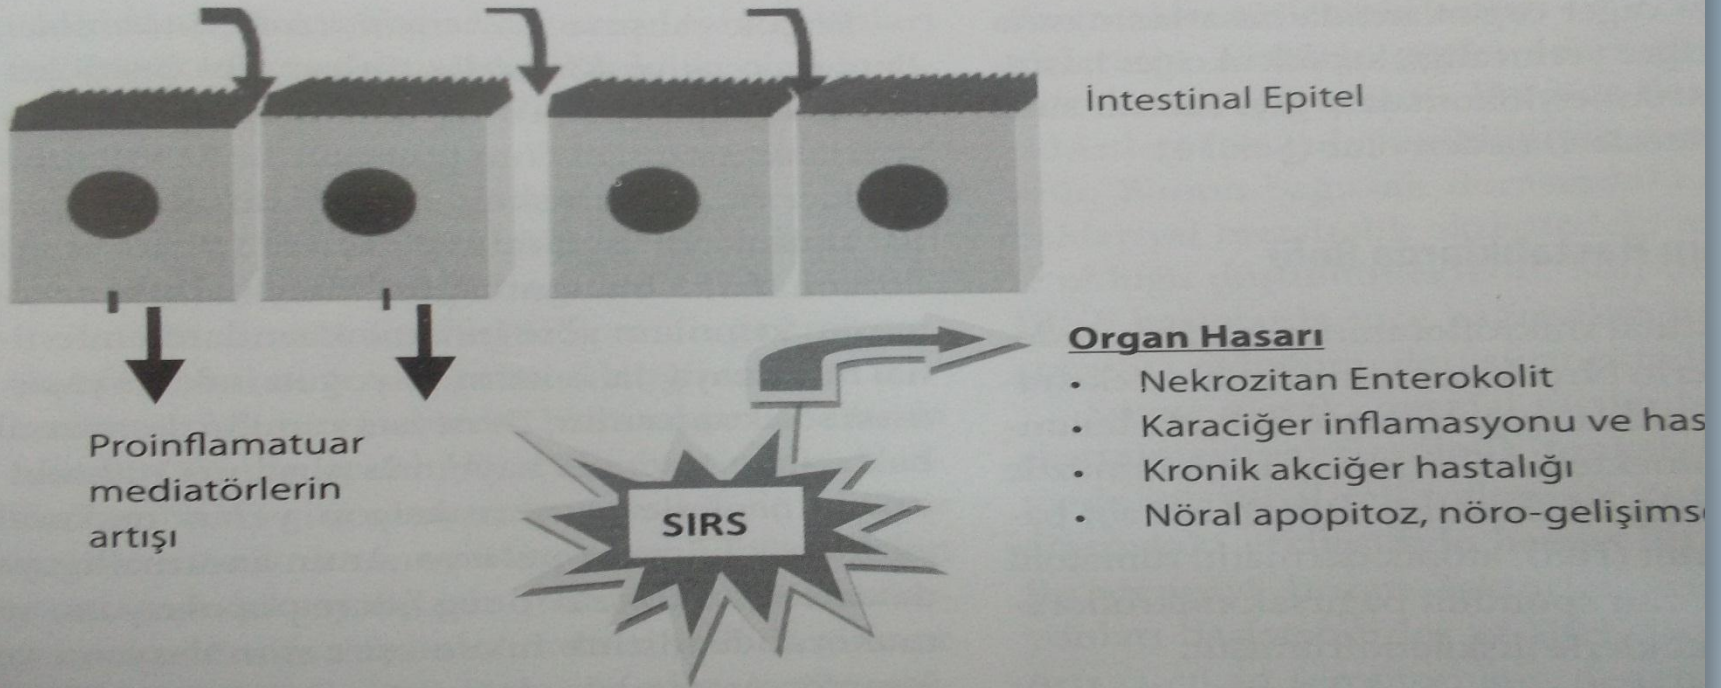 İntestinal Epitel
Proinflamatuar
mediatörlerin
artışı
SIRS
Organ Hasarı
• Nekrozitan Enterokolit
• Karaciğer inflamasyonu ve has
• Kronik akciğer hastalığı
• Nöral apopitoz, nöro-gelişims